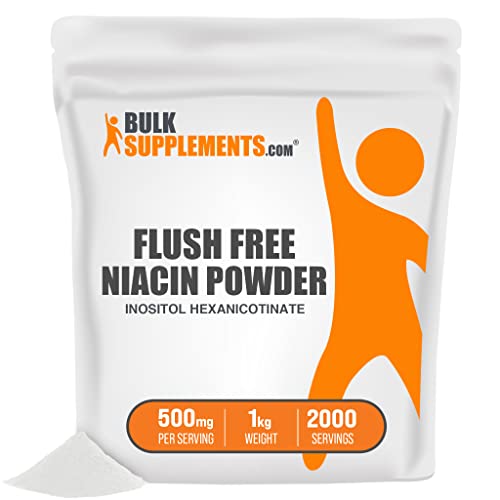 BULK
SUPPLEMENTS.COM®
FLUSH FREE
NIACIN POWDER
INOSITOL HEXANICOTINATE
500mg
PER SERVING
1kg
WEIGHT
2000
SERVINGS